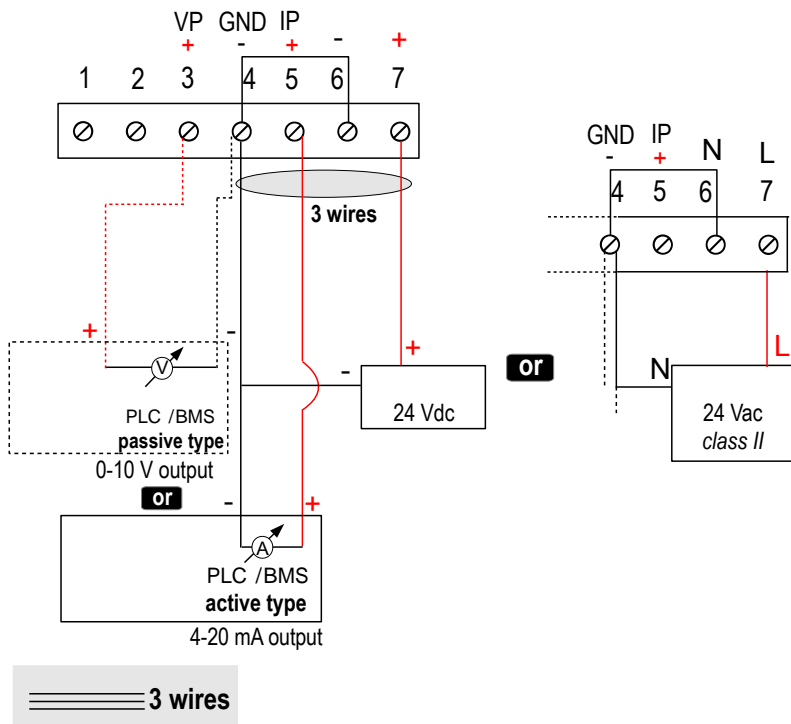 VP GND IP
+ - + - +
1 2 3 4 5 6 7
3 wires
+ -
V
PLC /BMS
passive type
0-10 V output
- +
24 Vdc
or
- +
A
PLC /BMS
active type
4-20 mA output
3 wires
or
GND IP N L
- +
4 5 6 7
L
N
24 Vac
class II